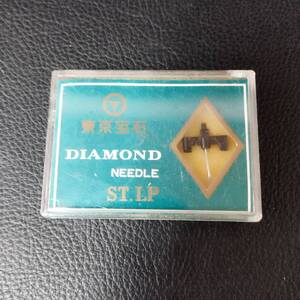 東京宝石
DIAMOND
NEEDLE
ST.LP